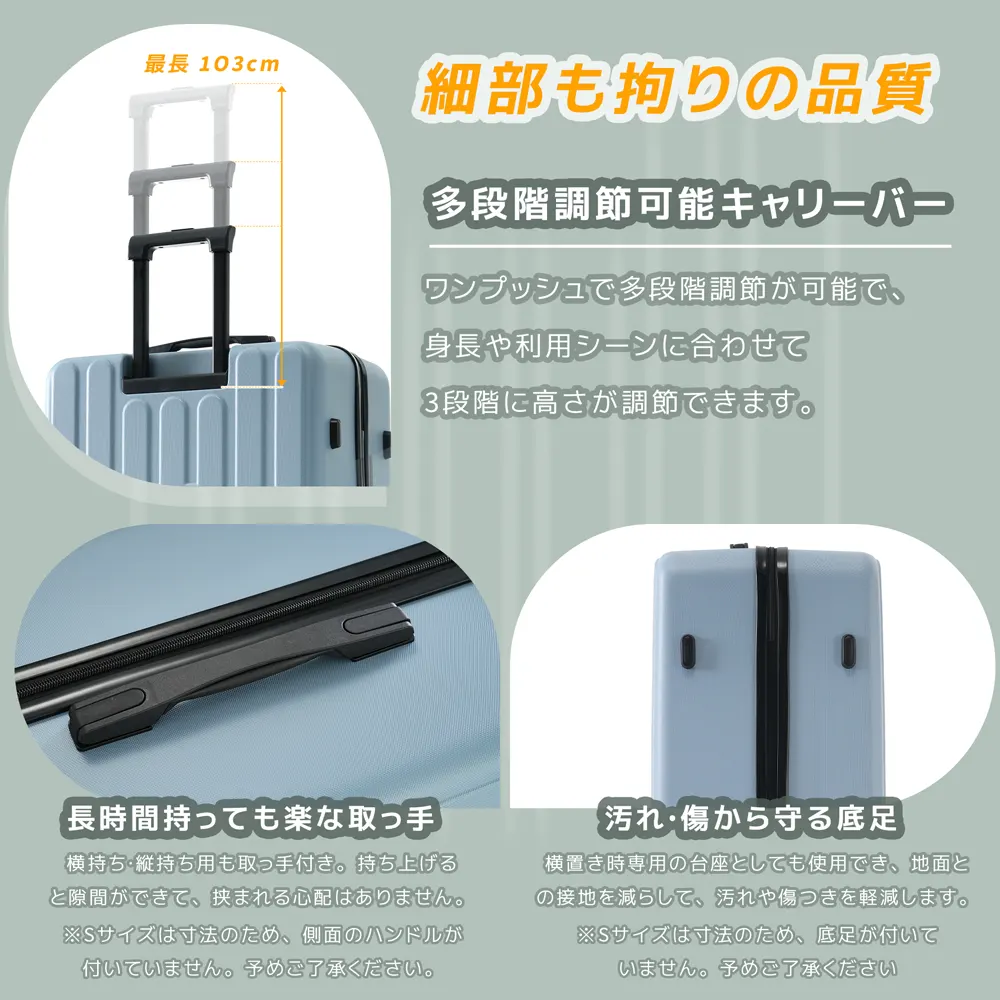 最長 103cm
細部も拘りの品質
多段階調節可能キャリーバー
ワンプッシュで多段階調節が可能で、
身長や利用シーンに合わせて
3段階に高さが調節できます。
長時間持っても楽な取っ手
横持ち・縦持ち用も取っ手付き。持ち上げる
と隙間ができて、挟まれる心配はありません。
※Sサイズは寸法のため、側面のハンドルが
付いていません。予めご了承ください。
汚れ・傷から守る底足
横置き時専用の台座としても使用でき、地面と
の接地を減らして、汚れや傷つきを軽減します。
※Sサイズは寸法のため、底足が付いて
いません。予めご了承ください